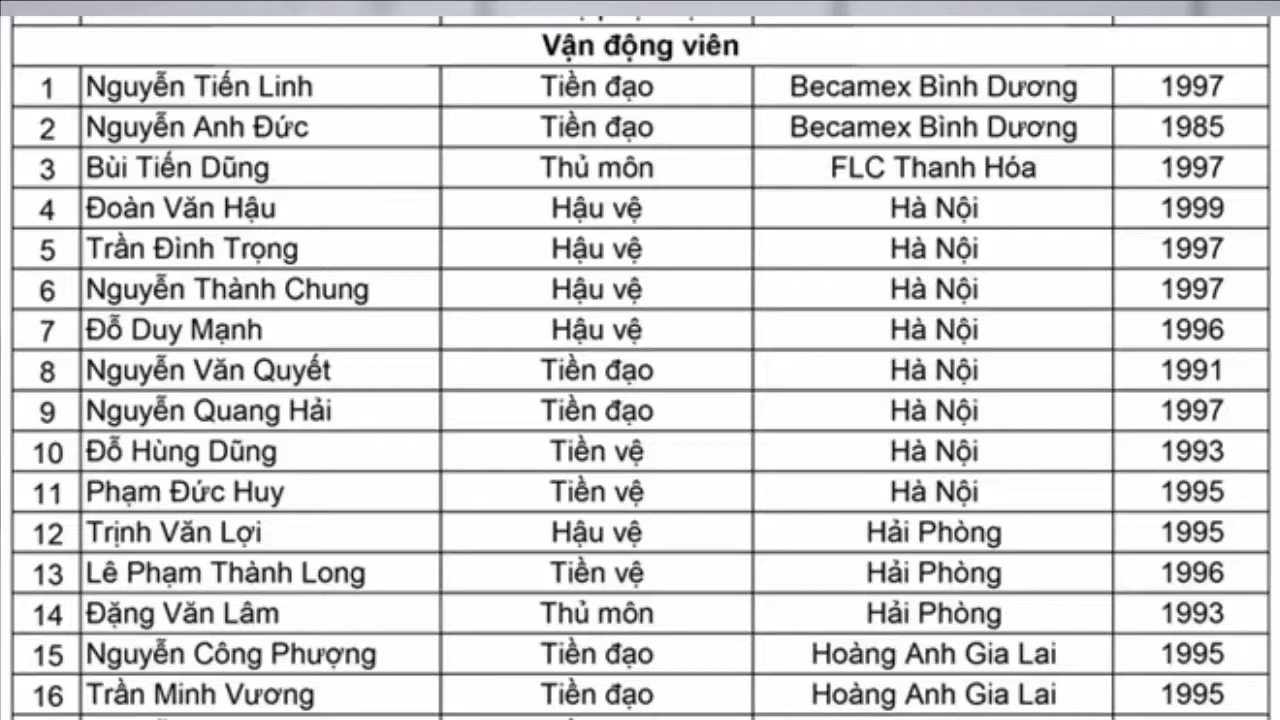 Vận động viên
1 Nguyễn Tiến Linh Tiền đạo Becamex Bình Dương 1997
2 Nguyễn Anh Đức Tiền đạo Becamex Bình Dương 1985
3 Bùi Tiến Dũng Thủ môn FLC Thanh Hóa 1997
4 Đoàn Văn Hậu Hậu vệ Hà Nội 1999
5 Trần Đình Trọng Hậu vệ Hà Nội 1997
6 Nguyễn Thành Chung Hậu vệ Hà Nội 1997
7 Đỗ Duy Mạnh Hậu vệ Hà Nội 1996
8 Nguyễn Văn Quyết Tiền đạo Hà Nội 1991
9 Nguyễn Quang Hải Tiền đạo Hà Nội 1997
10 Đỗ Hùng Dũng Tiền vệ Hà Nội 1993
11 Phạm Đức Huy Tiền vệ Hà Nội 1995
12 Trịnh Văn Lợi Hậu vệ Hải Phòng 1995
13 Lê Phạm Thành Long Tiền vệ Hải Phòng 1996
14 Đặng Văn Lâm Thủ môn Hải Phòng 1993
15 Nguyễn Công Phượng Tiền đạo Hoàng Anh Gia Lai 1995
16 Trần Minh Vương Tiền đạo Hoàng Anh Gia Lai 1995